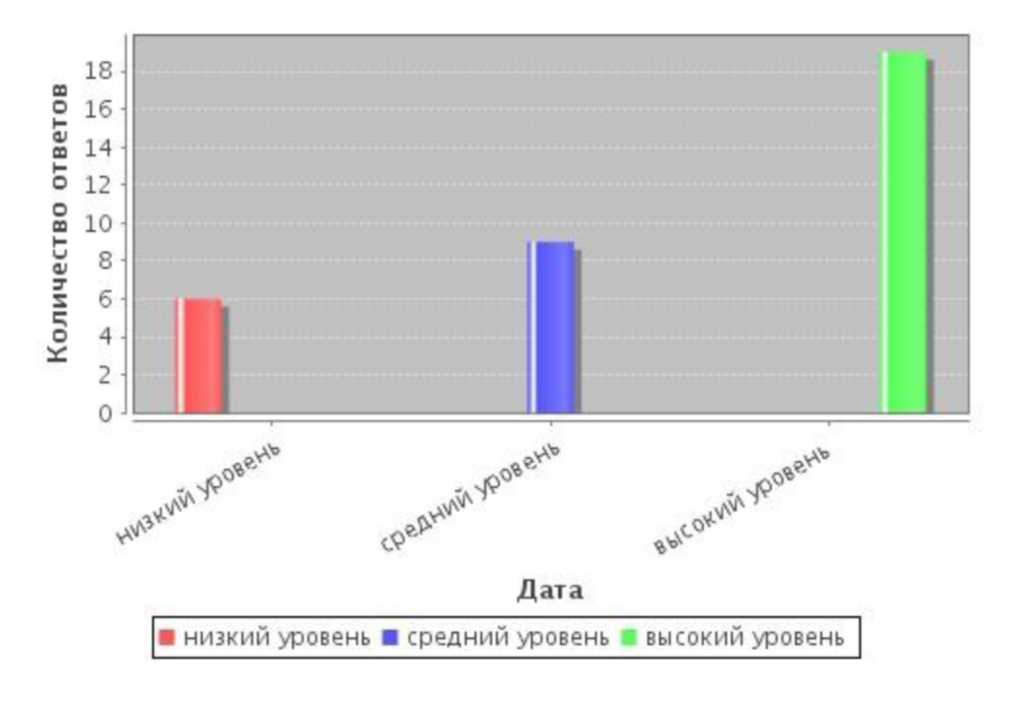 Количество ответов
18
16
14
12
10
8
6
4
2
0
низкий уровень
средний уровень
высокий уровень
Дата
низкий уровень средний уровень высокий уровень